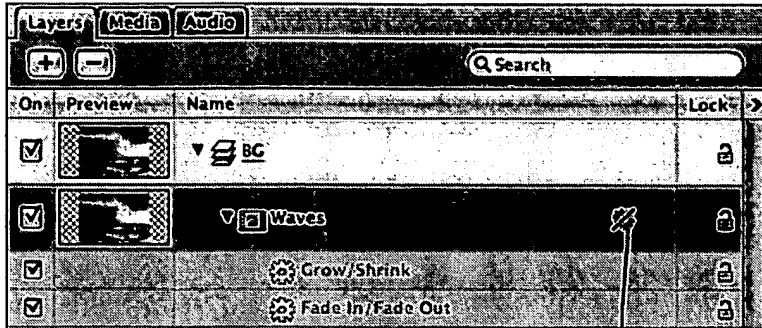 Layers Media Audio
+ − Search
On Preview Name Lock >
BG
Waves
Grow/Shrink
Fade In/Fade Out